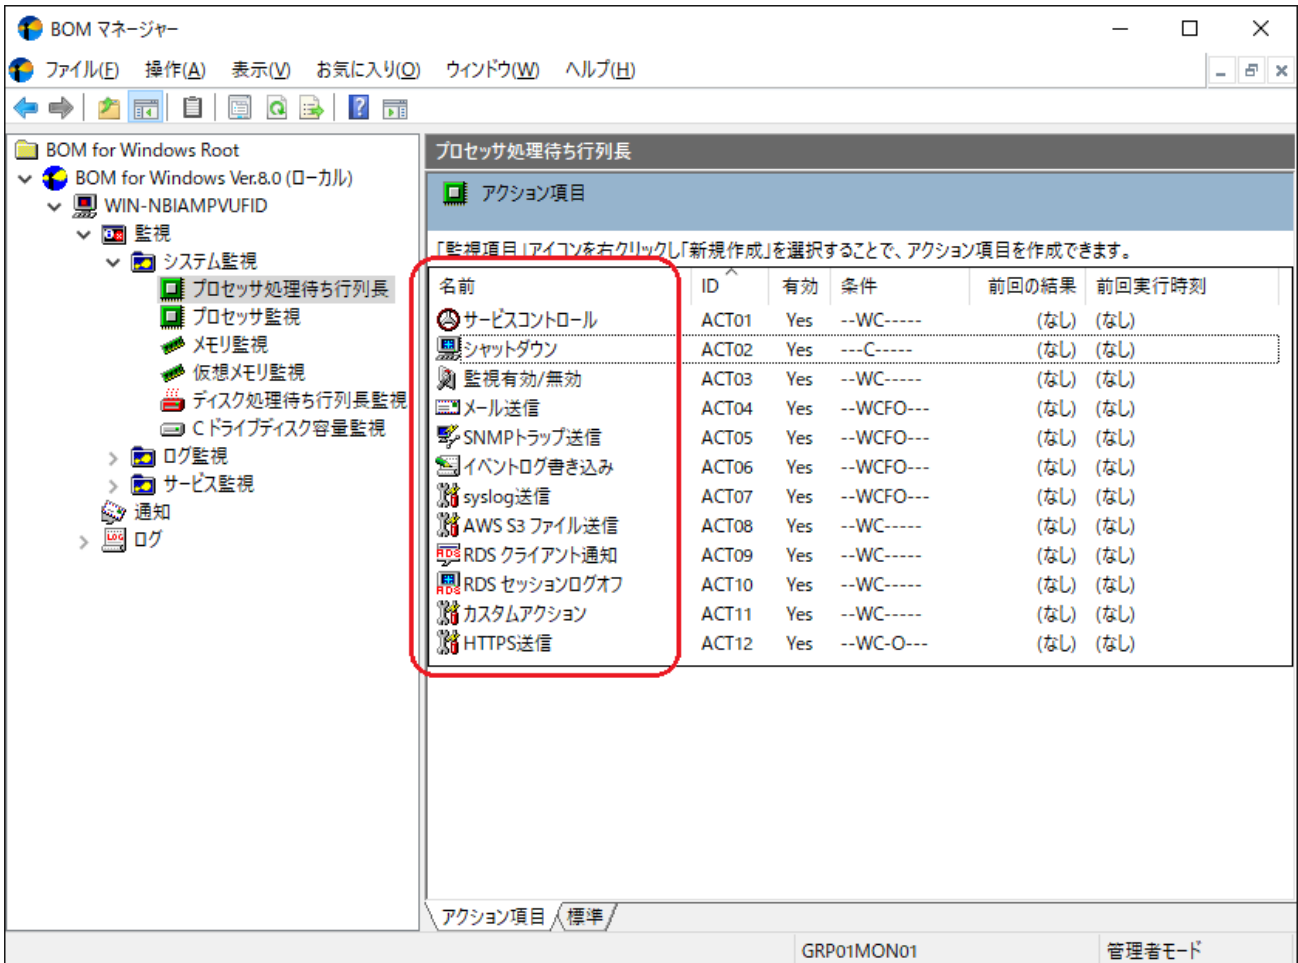 BOM マネージャー
ファイル(F) 操作(A) 表示(V) お気に入り(O) ウィンドウ(W) ヘルプ(H)
BOM for Windows Root
BOM for Windows Ver.8.0 (ローカル)
WIN-NBIAMPVUFID
監視
システム監視
プロセッサ処理待ち行列長
プロセッサ監視
メモリ監視
仮想メモリ監視
ディスク処理待ち行列長監視
C ドライブディスク容量監視
ログ監視
サービス監視
通知
LOG ログ
プロセッサ処理待ち行列長
アクション項目
「監視項目」アイコンを右クリックし「新規作成」を選択することで、アクション項目を作成できます。
名前 ID 有効 条件 前回の結果 前回実行時刻
サービスコントロール ACT01 Yes --WC----- (なし) (なし)
シャットダウン ACT02 Yes ---C----- (なし) (なし)
監視有効/無効 ACT03 Yes --WC----- (なし) (なし)
メール送信 ACT04 Yes --WCFO--- (なし) (なし)
SNMPトラップ送信 ACT05 Yes --WCFO--- (なし) (なし)
イベントログ書き込み ACT06 Yes --WCFO--- (なし) (なし)
syslog送信 ACT07 Yes --WCFO--- (なし) (なし)
AWS S3 ファイル送信 ACT08 Yes --WC----- (なし) (なし)
RDS RDS クライアント通知 ACT09 Yes --WC----- (なし) (なし)
RDS RDS セッションログオフ ACT10 Yes --WC----- (なし) (なし)
カスタムアクション ACT11 Yes --WC----- (なし) (なし)
HTTPS送信 ACT12 Yes --WC-O--- (なし) (なし)
アクション項目 標準
GRP01MON01 管理者モード